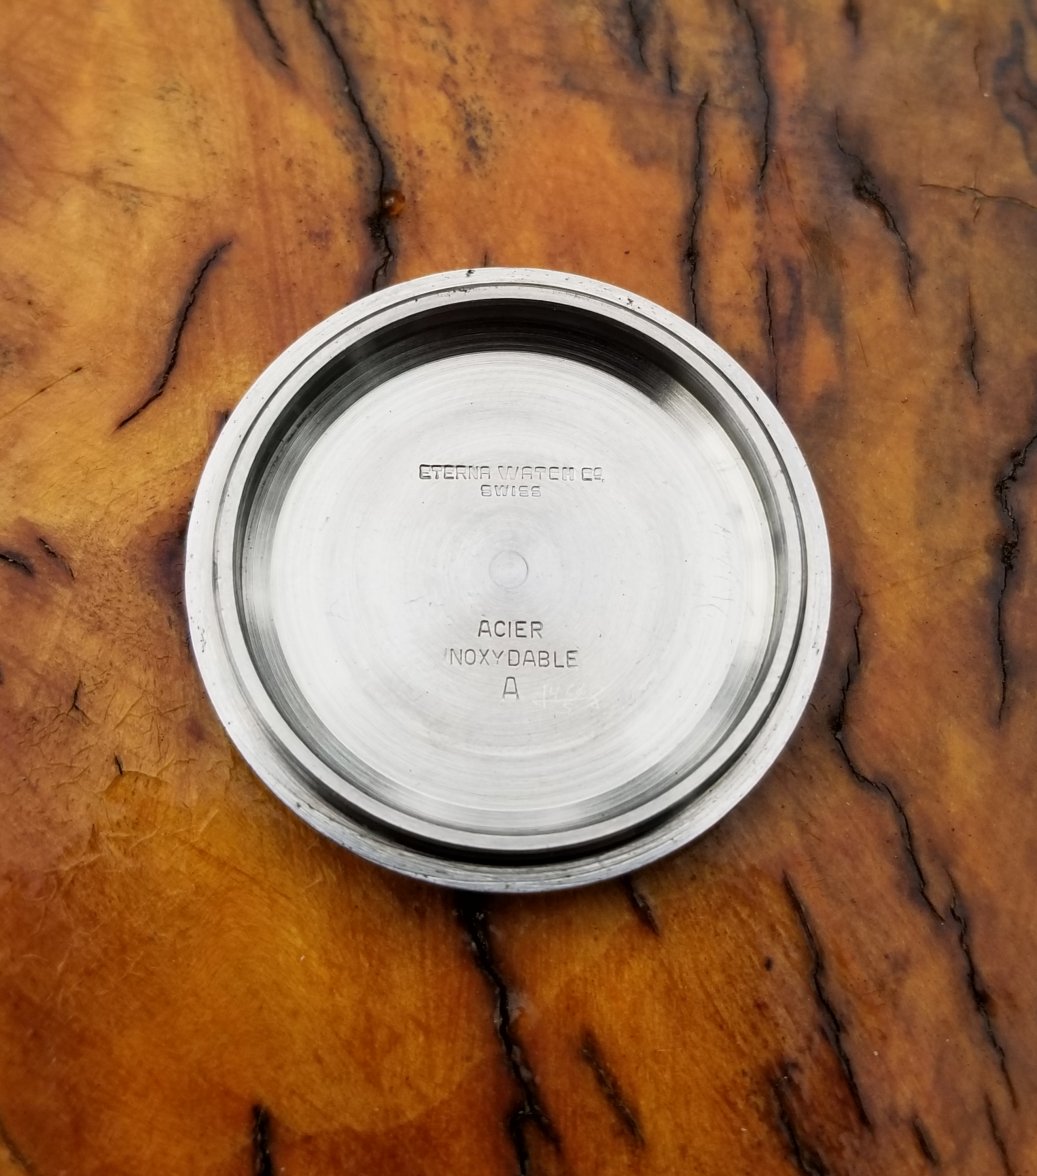 ETERNA WATCH Co.
SWISS
ACIER
INOXYDABLE
A